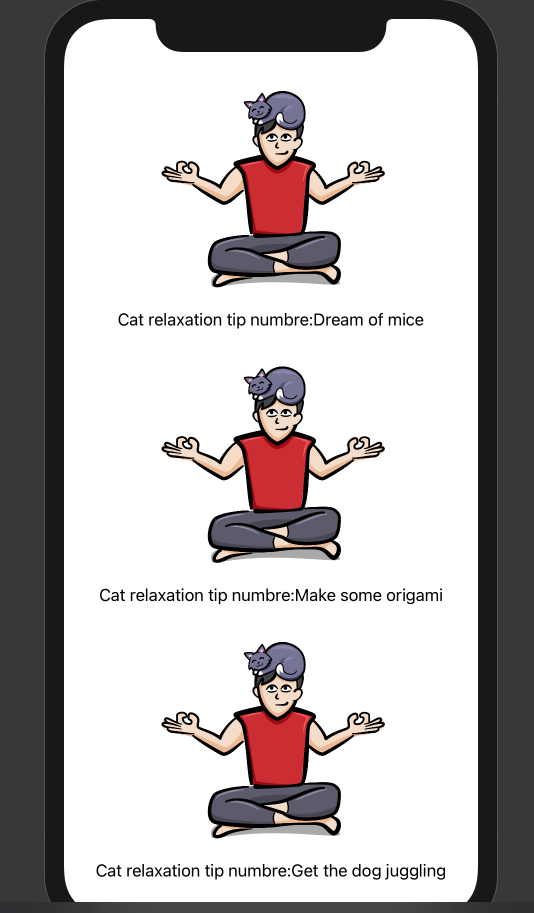 Cat relaxation tip numbre:Dream of mice
Cat relaxation tip numbre:Make some origami
Cat relaxation tip numbre:Get the dog juggling